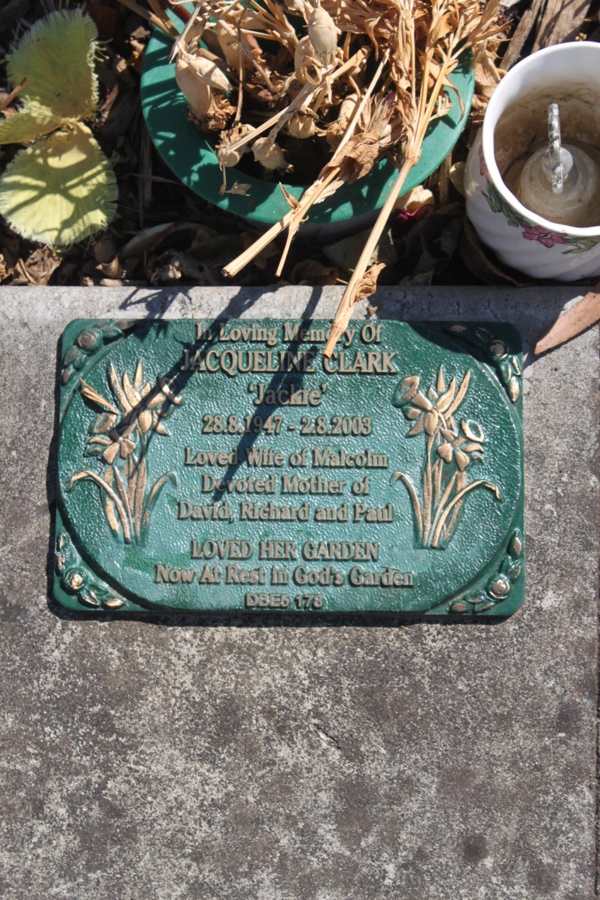 In Loving Memory Of
JACQUELINE CLARK
'Jackie'
28.8.1947 - 2.8.2003
Loved Wife of Malcolm
Devoted Mother of
David, Richard and Paul
LOVED HER GARDEN
Now At Rest in God's Garden
DBE5 178